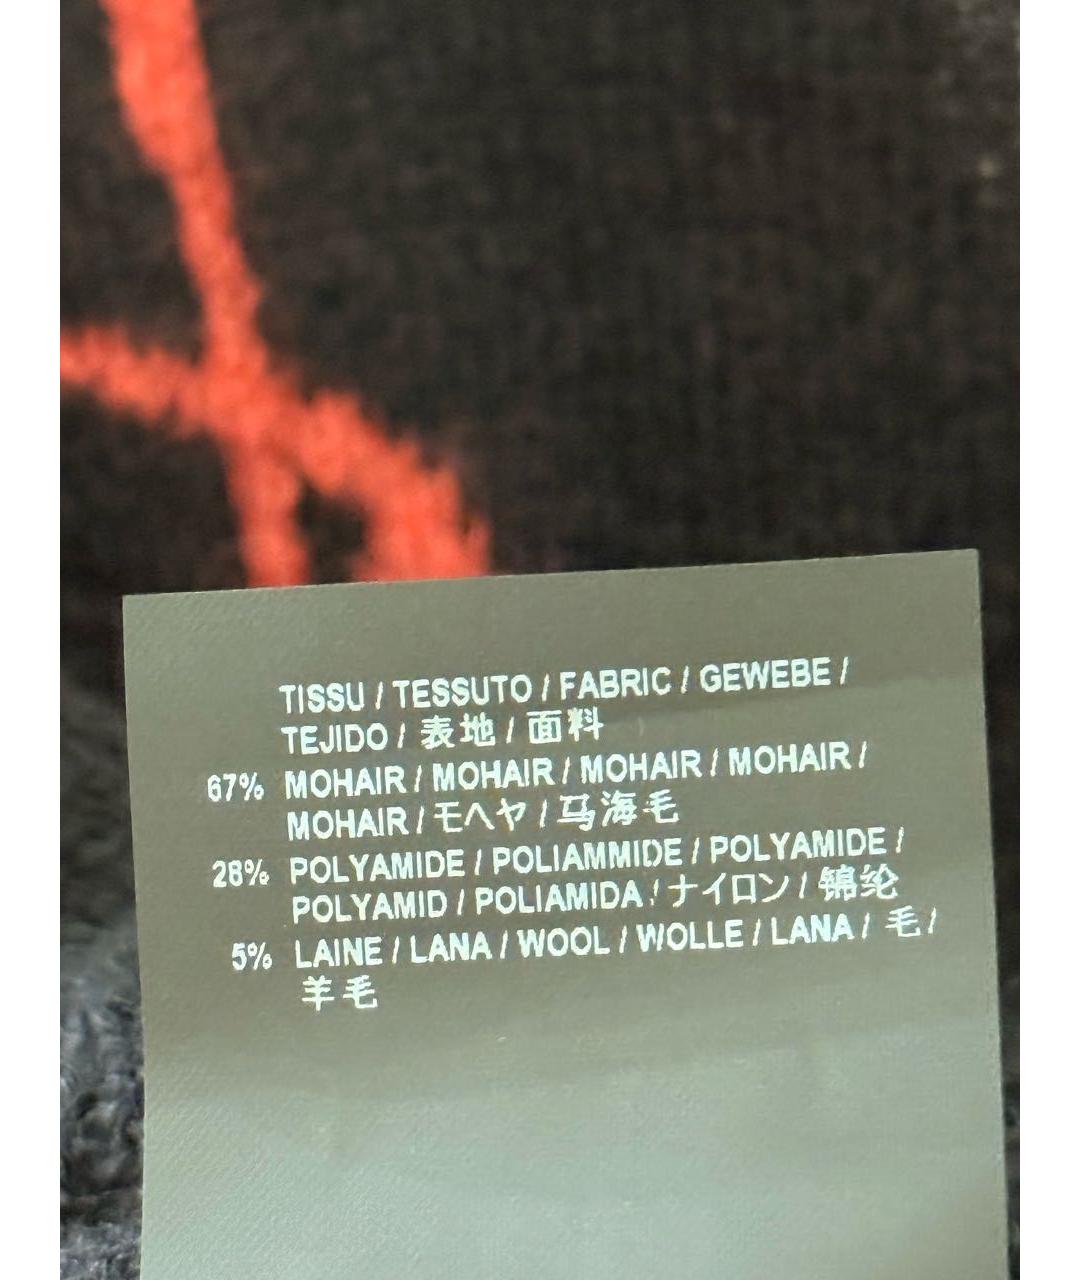 TISSU / TESSUTO / FABRIC / GEWEBE /
TEJIDO / 表地 / 面料
67% MOHAIR / MOHAIR / MOHAIR / MOHAIR /
MOHAIR / モヘヤ / 马海毛
28% POLYAMIDE / POLIAMMIDE / POLYAMIDE /
POLYAMID / POLIAMIDA / ナイロン / 锦纶
5% LAINE / LANA / WOOL / WOLLE / LANA / 毛 /
羊毛